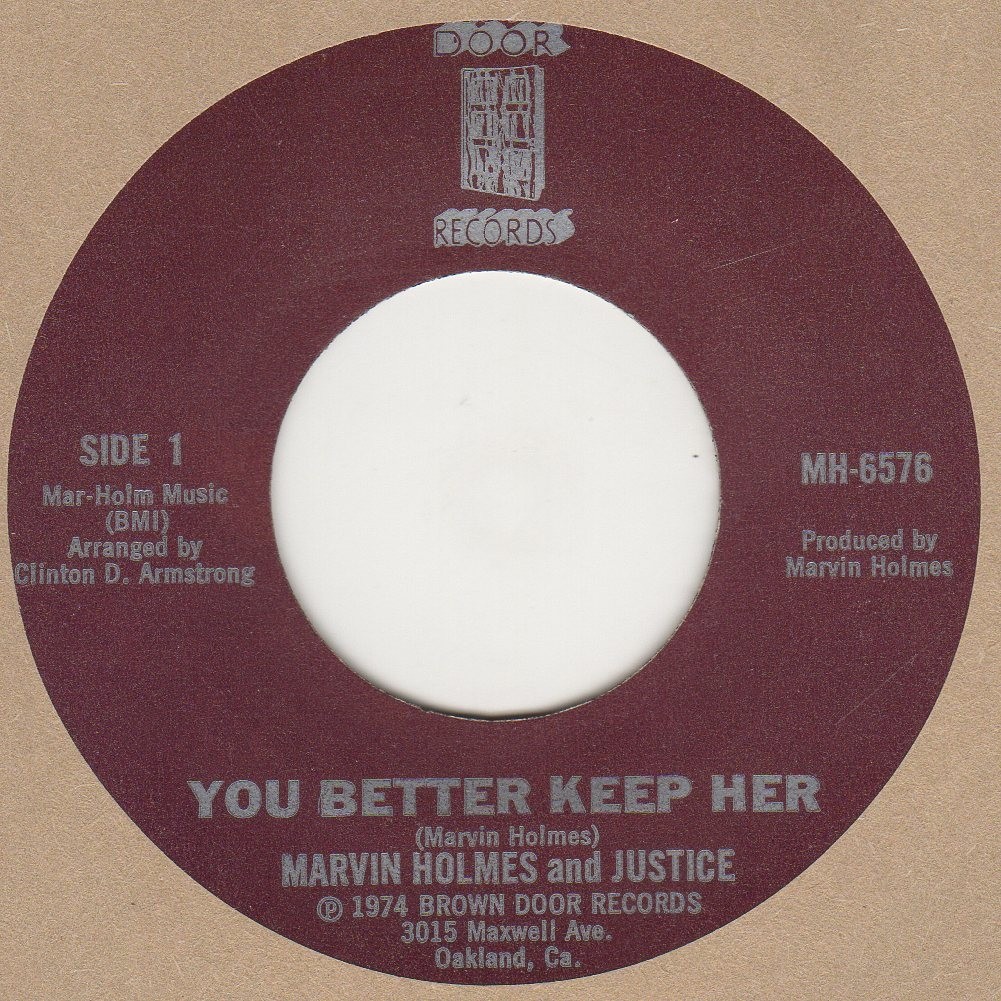 DOOR
RECORDS
SIDE 1
Mar-Holm Music
(BMI)
Arranged by
Clinton D. Armstrong
MH-6576
Produced by
Marvin Holmes
YOU BETTER KEEP HER
(Marvin Holmes)
MARVIN HOLMES and JUSTICE
℗ 1974 BROWN DOOR RECORDS
3015 Maxwell Ave.
Oakland, Ca.